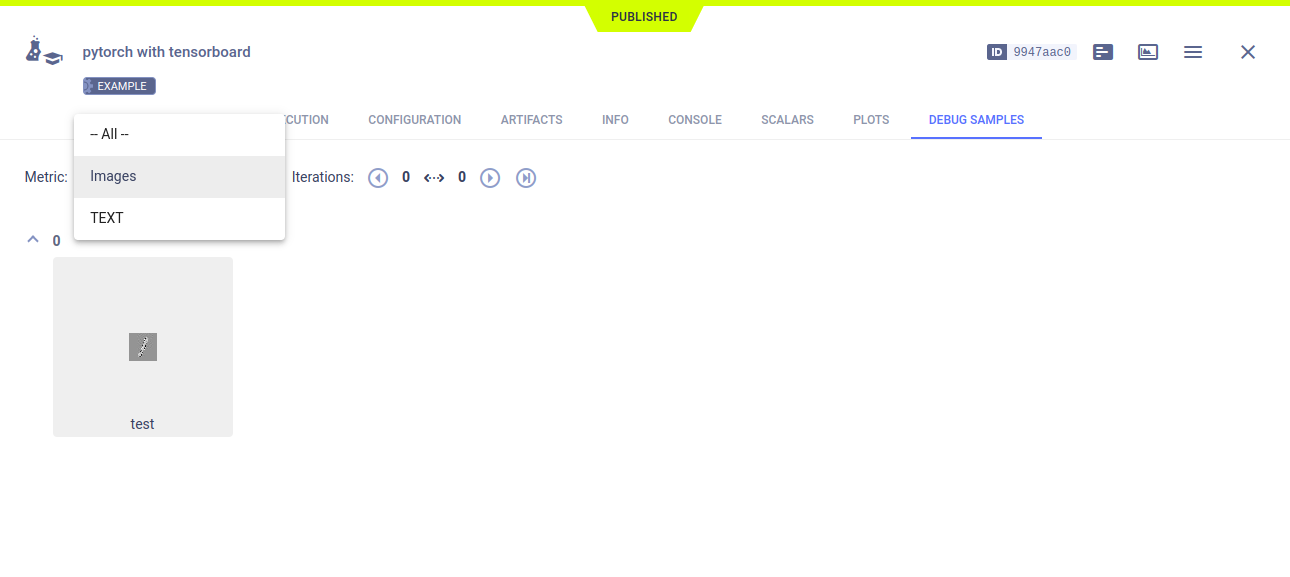 PUBLISHED
pytorch with tensorboard
ID 9947aac0
EXAMPLE
-- All --
CUTION CONFIGURATION ARTIFACTS INFO CONSOLE SCALARS PLOTS DEBUG SAMPLES
Metric: Images Iterations: 0 0
TEXT
0
test